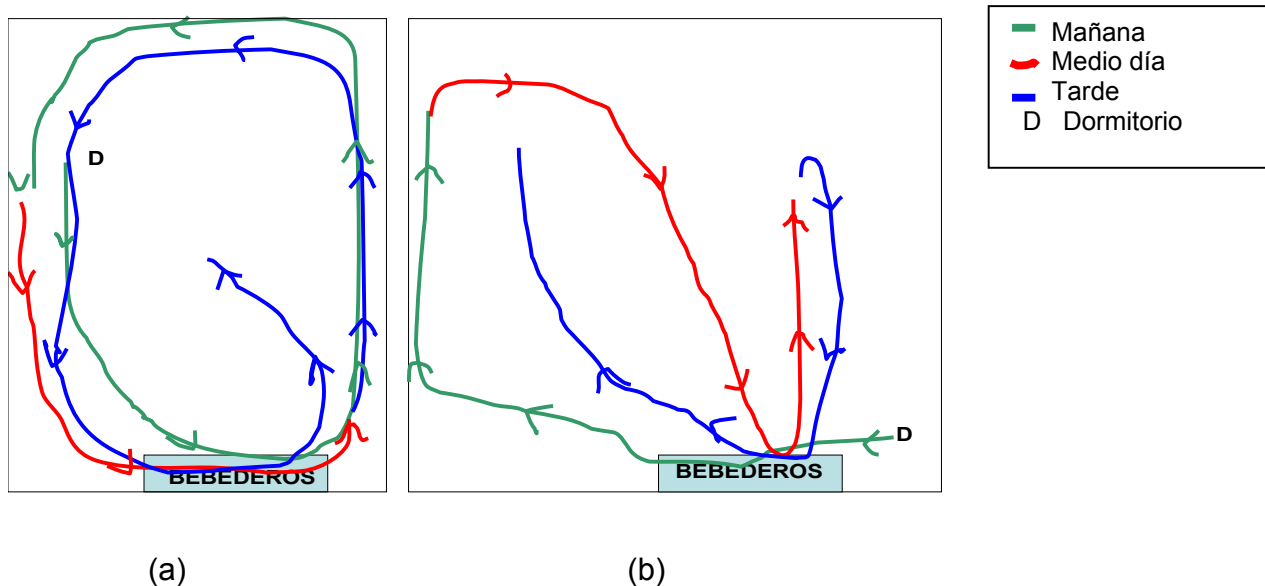 Mañana
Medio día
Tarde
D Dormitorio
D
BEBEDEROS
D
BEBEDEROS
(a)
(b)